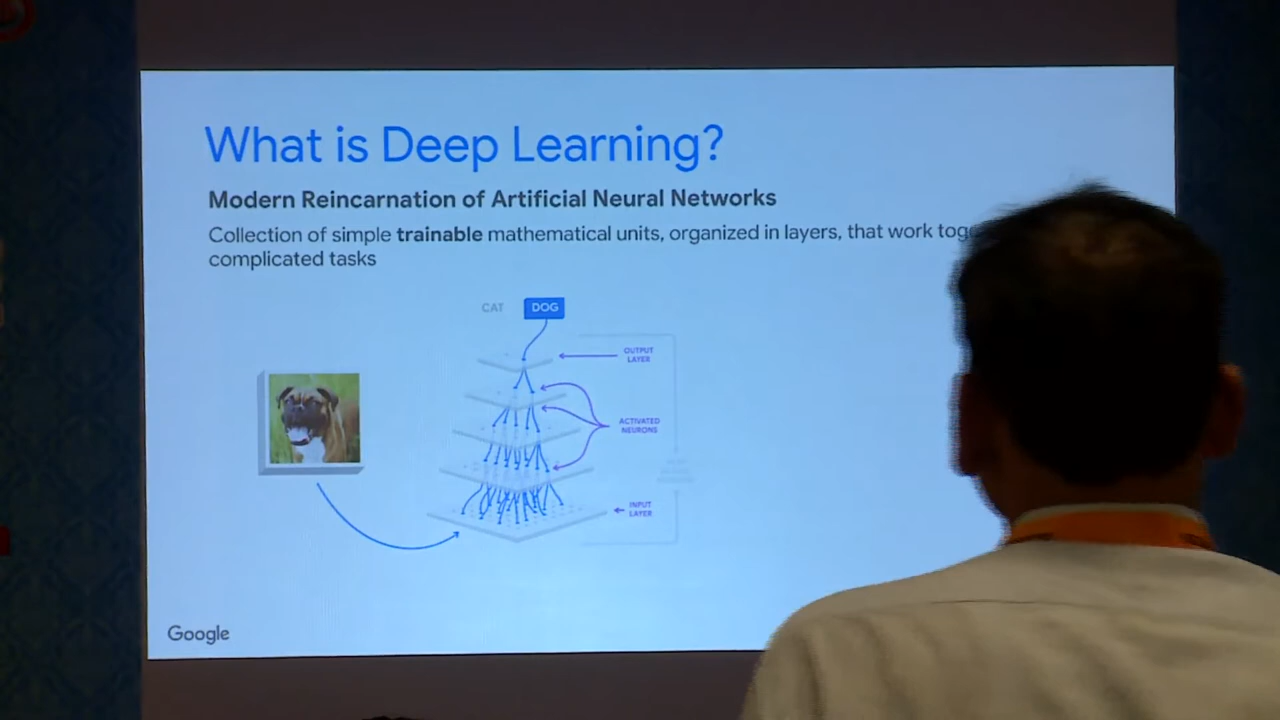 What is Deep Learning?
Modern Reincarnation of Artificial Neural Networks
Collection of simple trainable mathematical units, organized in layers, that work
complicated tasks
CAT DOG
OUTPUT
LAYER
ACTIVATED
NEURONS
INPUT
LAYER
Google